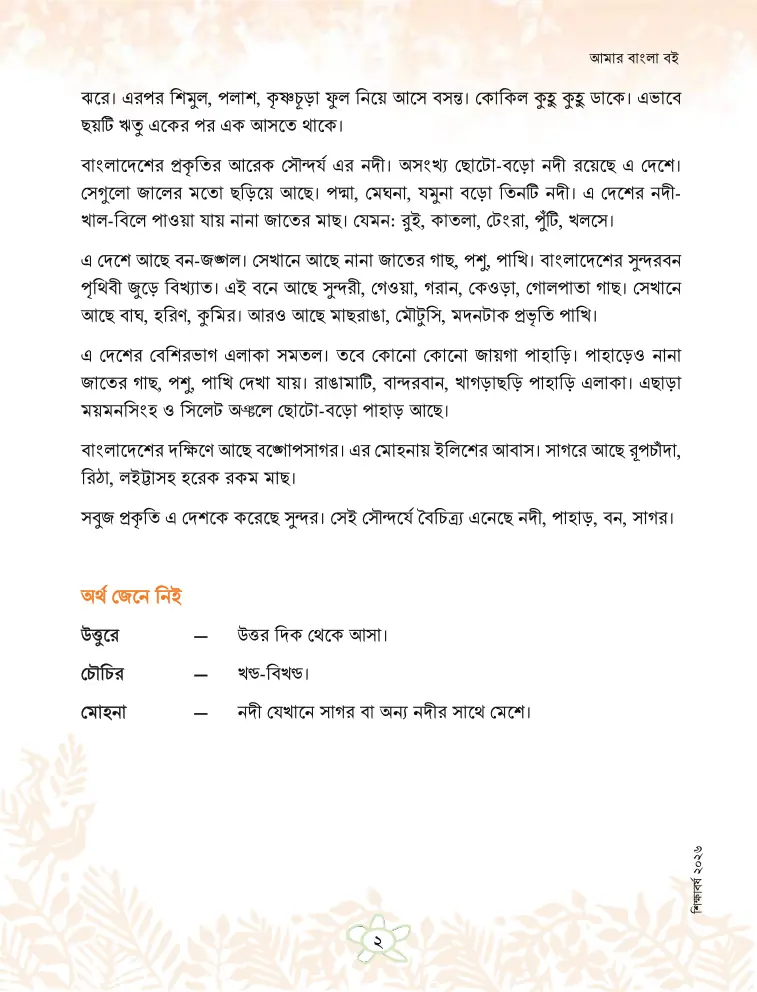 আমার বাংলা বই
ঝরে। এরপর শিমুল, পলাশ, কৃষ্ণচূড়া ফুল নিয়ে আসে বসন্ত। কোকিল কুহু কুহু ডাকে। এভাবে
ছয়টি ঋতু একের পর এক আসতে থাকে।
বাংলাদেশের প্রকৃতির আরেক সৌন্দর্য এর নদী। অসংখ্য ছোটো-বড়ো নদী রয়েছে এ দেশে।
সেগুলো জালের মতো ছড়িয়ে আছে। পদ্মা, মেঘনা, যমুনা বড়ো তিনটি নদী। এ দেশের নদী-
খাল-বিলে পাওয়া যায় নানা জাতের মাছ। যেমন: রুই, কাতলা, টেংরা, পুঁটি, খলসে।
এ দেশে আছে বন-জঙ্গল। সেখানে আছে নানা জাতের গাছ, পশু, পাখি। বাংলাদেশের সুন্দরবন
পৃথিবী জুড়ে বিখ্যাত। এই বনে আছে সুন্দরী, গেওয়া, গরান, কেওড়া, গোলপাতা গাছ। সেখানে
আছে বাঘ, হরিণ, কুমির। আরও আছে মাছরাঙা, মৌটুসি, মদনটাক প্রভৃতি পাখি।
এ দেশের বেশিরভাগ এলাকা সমতল। তবে কোনো কোনো জায়গা পাহাড়ি। পাহাড়েও নানা
জাতের গাছ, পশু, পাখি দেখা যায়। রাঙামাটি, বান্দরবান, খাগড়াছড়ি পাহাড়ি এলাকা। এছাড়া
ময়মনসিংহ ও সিলেট অঞ্চলে ছোটো-বড়ো পাহাড় আছে।
বাংলাদেশের দক্ষিণে আছে বঙ্গোপসাগর। এর মোহনায় ইলিশের আবাস। সাগরে আছে রূপচাঁদা,
রিঠা, লইট্টাসহ হরেক রকম মাছ।
সবুজ প্রকৃতি এ দেশকে করেছে সুন্দর। সেই সৌন্দর্যে বৈচিত্র্য এনেছে নদী, পাহাড়, বন, সাগর।
অর্থ জেনে নিই
উত্তুরে — উত্তর দিক থেকে আসা।
চৌচির — খণ্ড-বিখণ্ড।
মোহনা — নদী যেখানে সাগর বা অন্য নদীর সাথে মেশে।
শিক্ষাবর্ষ ২০২৬
২